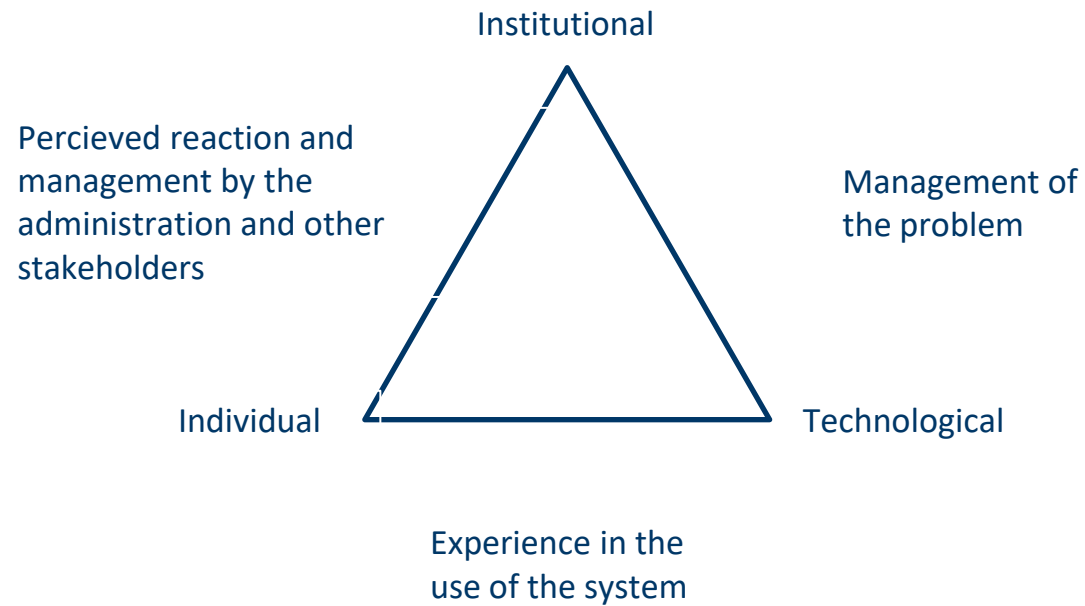 Institutional
Percieved reaction and
management by the
administration and other
stakeholders
Management of
the problem
Individual
Technological
Experience in the
use of the system